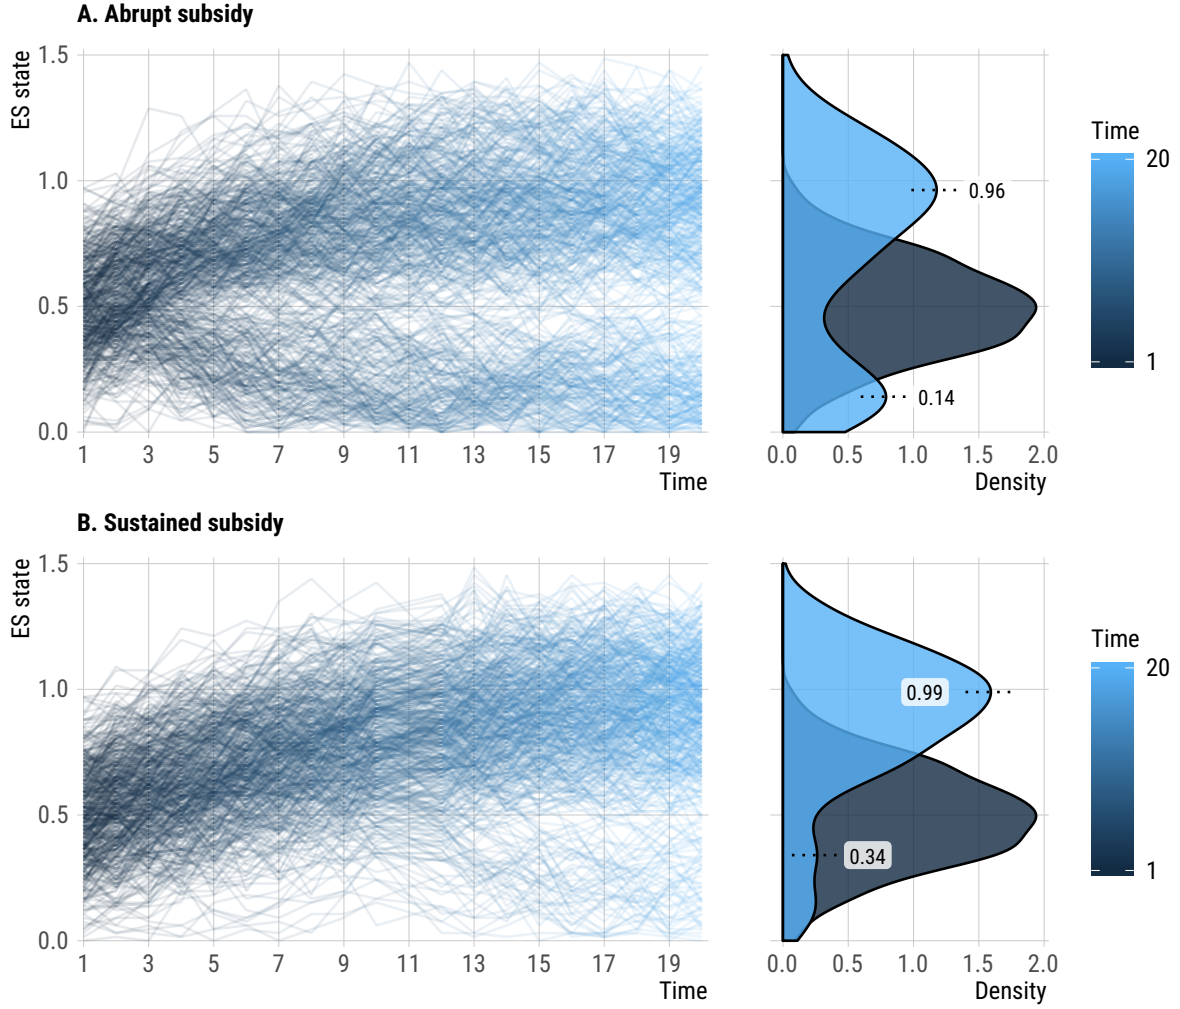 A. Abrupt subsidy
ES state
1.5
1.0
0.5
0.0
1 3 5 7 9 11 13 15 17 19
Time
0.96
0.14
0.0 0.5 1.0 1.5 2.0
Density
Time
20
1
B. Sustained subsidy
ES state
1.5
1.0
0.5
0.0
1 3 5 7 9 11 13 15 17 19
Time
0.99
0.34
0.0 0.5 1.0 1.5 2.0
Density
Time
20
1